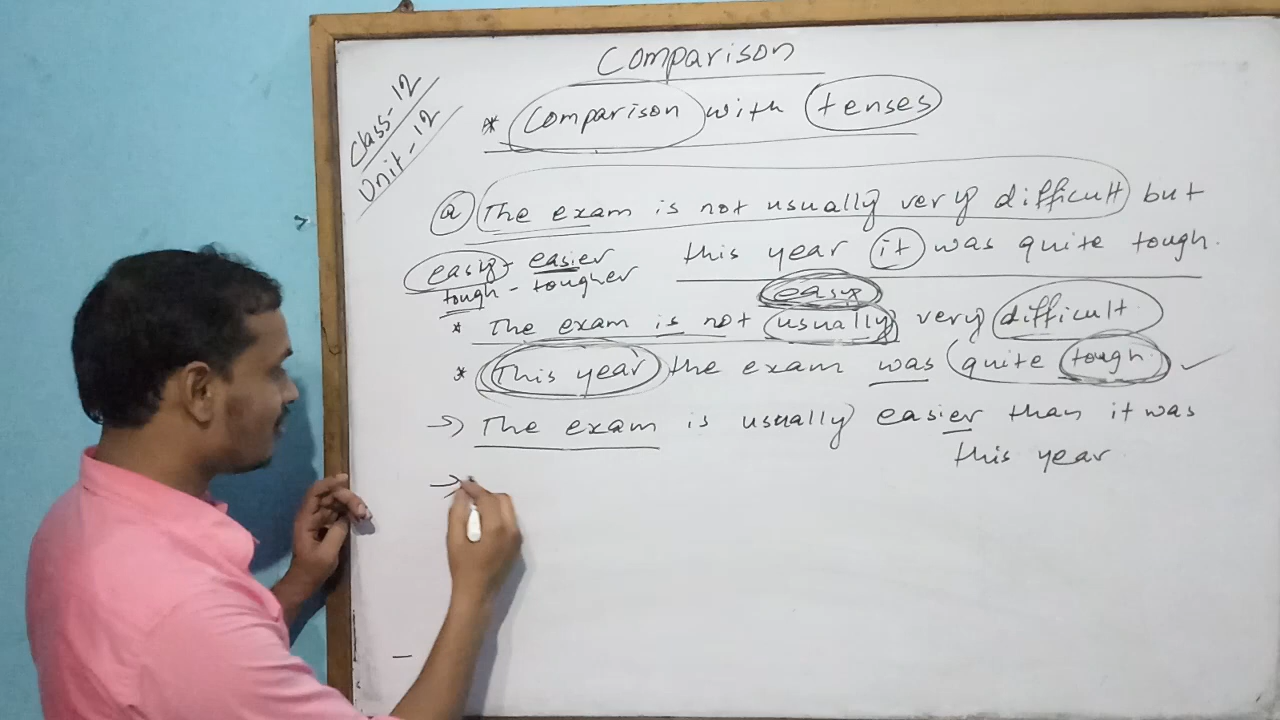 Comparison
Class-12
Unit-12
* Comparison with tenses
(a) The exam is not usually very difficult but
this year it was quite tough.
easy - easier
tough - tougher
easy
* The exam is not usually very difficult.
* This year the exam was quite tough. ✓
→ The exam is usually easier than it was
this year
→